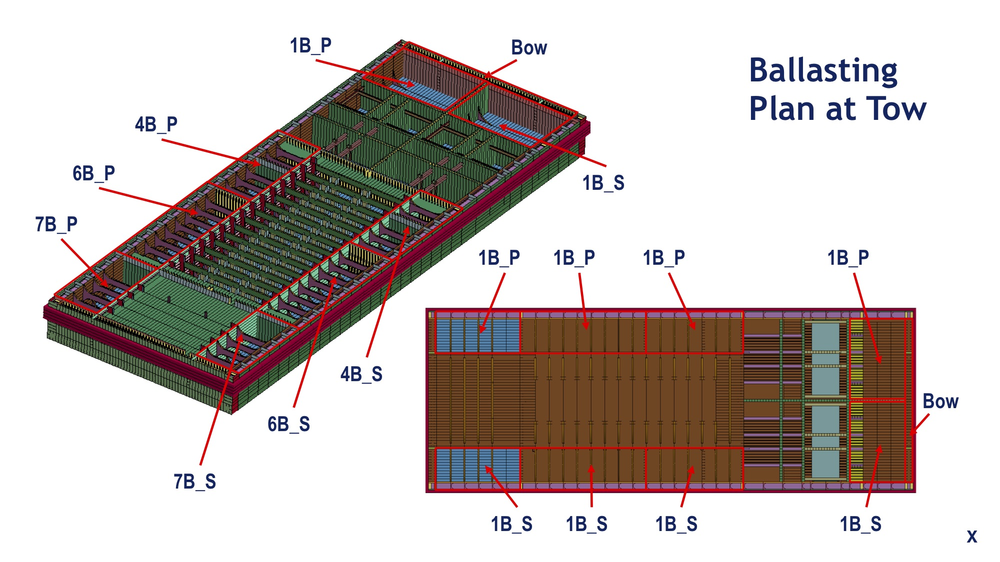 Ballasting
Plan at Tow
1B_P
Bow
4B_P
6B_P
7B_P
1B_S
4B_S
6B_S
7B_S
1B_P
1B_P
1B_P
1B_P
Bow
1B_S
1B_S
1B_S
1B_S
x